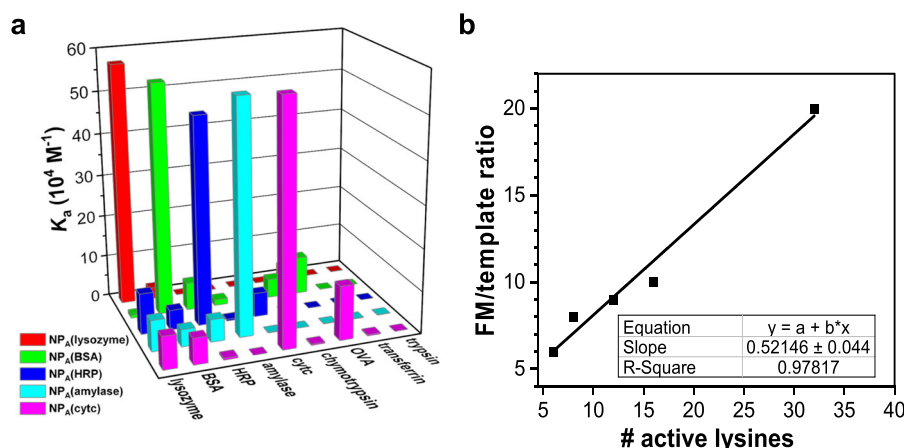 a
60
50
40
30
20
10
0
Ka (10⁴ M⁻¹)
NPA(lysozyme)
NPA(BSA)
NPA(HRP)
NPA(amylase)
NPA(cytc)
lysozyme
BSA
HRP
amylase
cytc
chymotrypsin
OVA
transferrin
trypsin
b
FM/template ratio
20
15
10
5
Equation y = a + b*x
Slope 0.52146 ± 0.044
R-Square 0.97817
5 10 15 20 25 30 35 40
# active lysines